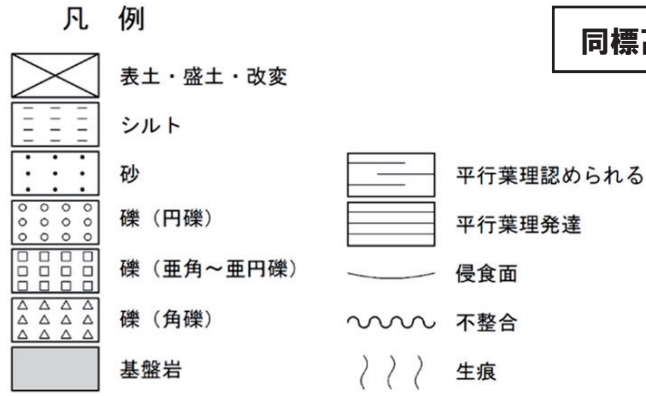 凡 例
同標
表土・盛土・改変
シルト
砂
礫（円礫）
礫（亜角～亜円礫）
礫（角礫）
基盤岩
平行葉理認められる
平行葉理発達
侵食面
不整合
生痕